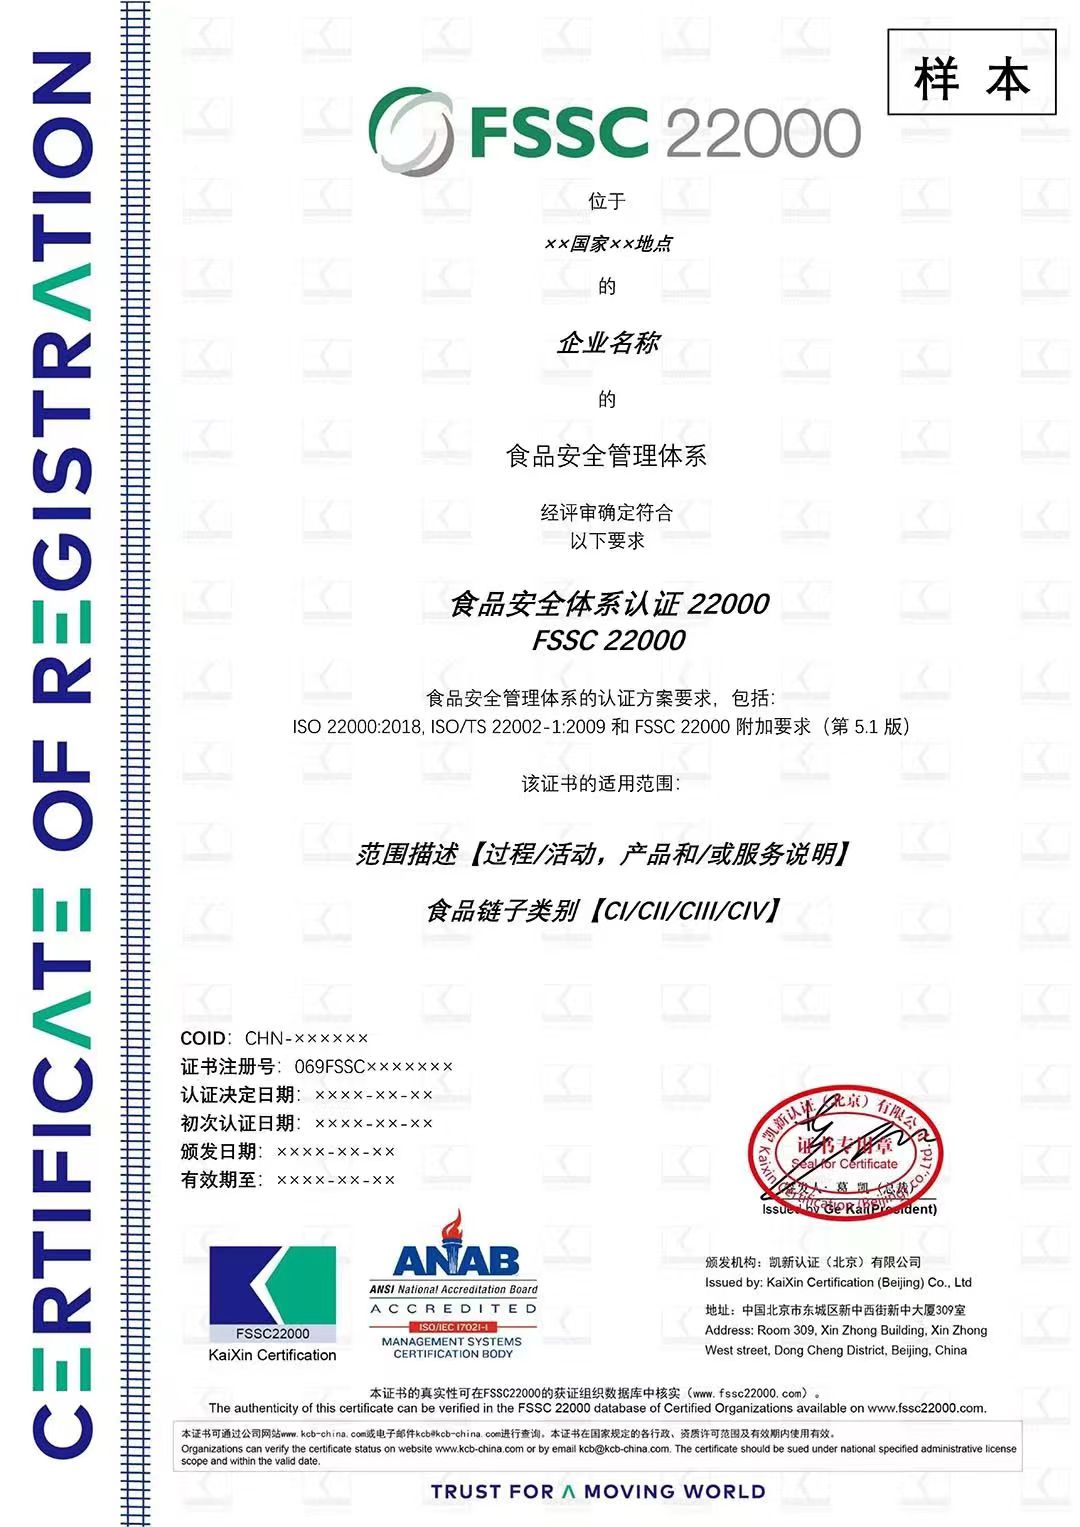 CERTIFICATE OF REGISTRATION
样 本
FSSC 22000
位于
××国家××地点
的
企业名称
的
食品安全管理体系
经评审确定符合
以下要求
食品安全体系认证 22000
FSSC 22000
食品安全管理体系的认证方案要求，包括：
ISO 22000:2018, ISO/TS 22002-1:2009 和 FSSC 22000 附加要求（第 5.1 版）
该证书的适用范围：
范围描述【过程/活动，产品和/或服务说明】
食品链子类别【CI/CII/CIII/CIV】
COID：CHN-××××××
证书注册号：069FSSC×××××××
认证决定日期：××××-××-××
初次认证日期：××××-××-××
颁发日期：××××-××-××
有效期至：××××-××-××
凯新认证（北京）有限公司
证书专用章
Seal for Certificate
Kaixin Certification (Beijing) Co.,Ltd.
签发人：葛 凯（总裁）
Issued by Ge Kai(President)
FSSC22000
KaiXin Certification
ANAB
ANSI National Accreditation Board
ACCREDITED
ISO/IEC 17021-1
MANAGEMENT SYSTEMS
CERTIFICATION BODY
颁发机构：凯新认证（北京）有限公司
Issued by: KaiXin Certification (Beijing) Co., Ltd
地址：中国北京市东城区新中西街新中大厦309室
Address: Room 309, Xin Zhong Building, Xin Zhong
West street, Dong Cheng District, Beijing, China
本证书的真实性可在FSSC22000的获证组织数据库中核实（www.fssc22000.com）。
The authenticity of this certificate can be verified in the FSSC 22000 database of Certified Organizations available on www.fssc22000.com.
本证书可通过公司网站www.kcb-china.com或电子邮件kcb@kcb-china.com进行查询。本证书在国家规定的各行政、资质许可范围及有效期内使用有效。
Organizations can verify the certificate status on website www.kcb-china.com or by email kcb@kcb-china.com. The certificate should be sued under national specified administrative license
scope and within the valid date.
TRUST FOR A MOVING WORLD